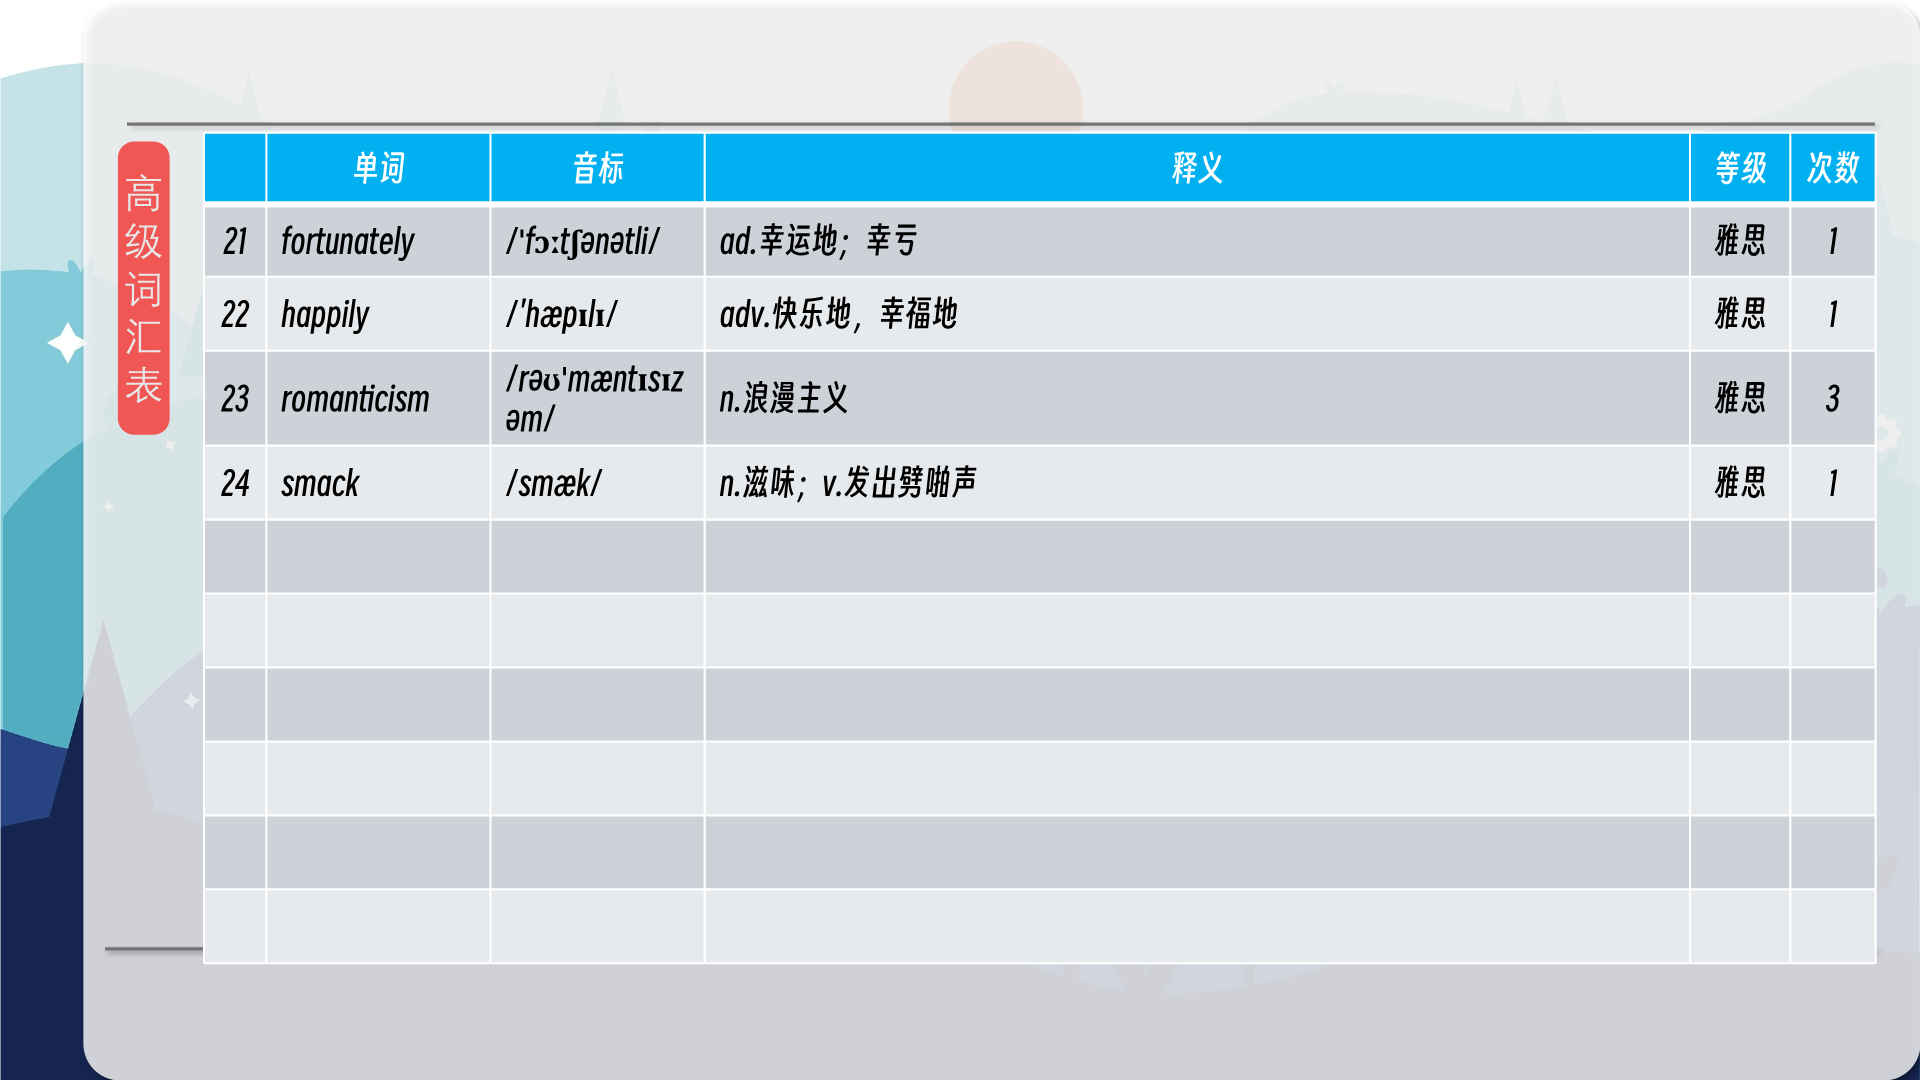 高级词汇表
单词 音标 释义 等级 次数
21 fortunately /'fɔːtʃənətli/ ad.幸运地；幸亏 雅思 1
22 happily /ˈhæpɪlɪ/ adv.快乐地，幸福地 雅思 1
23 romanticism /rəʊ'mæntɪsɪz
əm/ n.浪漫主义 雅思 3
24 smack /smæk/ n.滋味；v.发出劈啪声 雅思 1